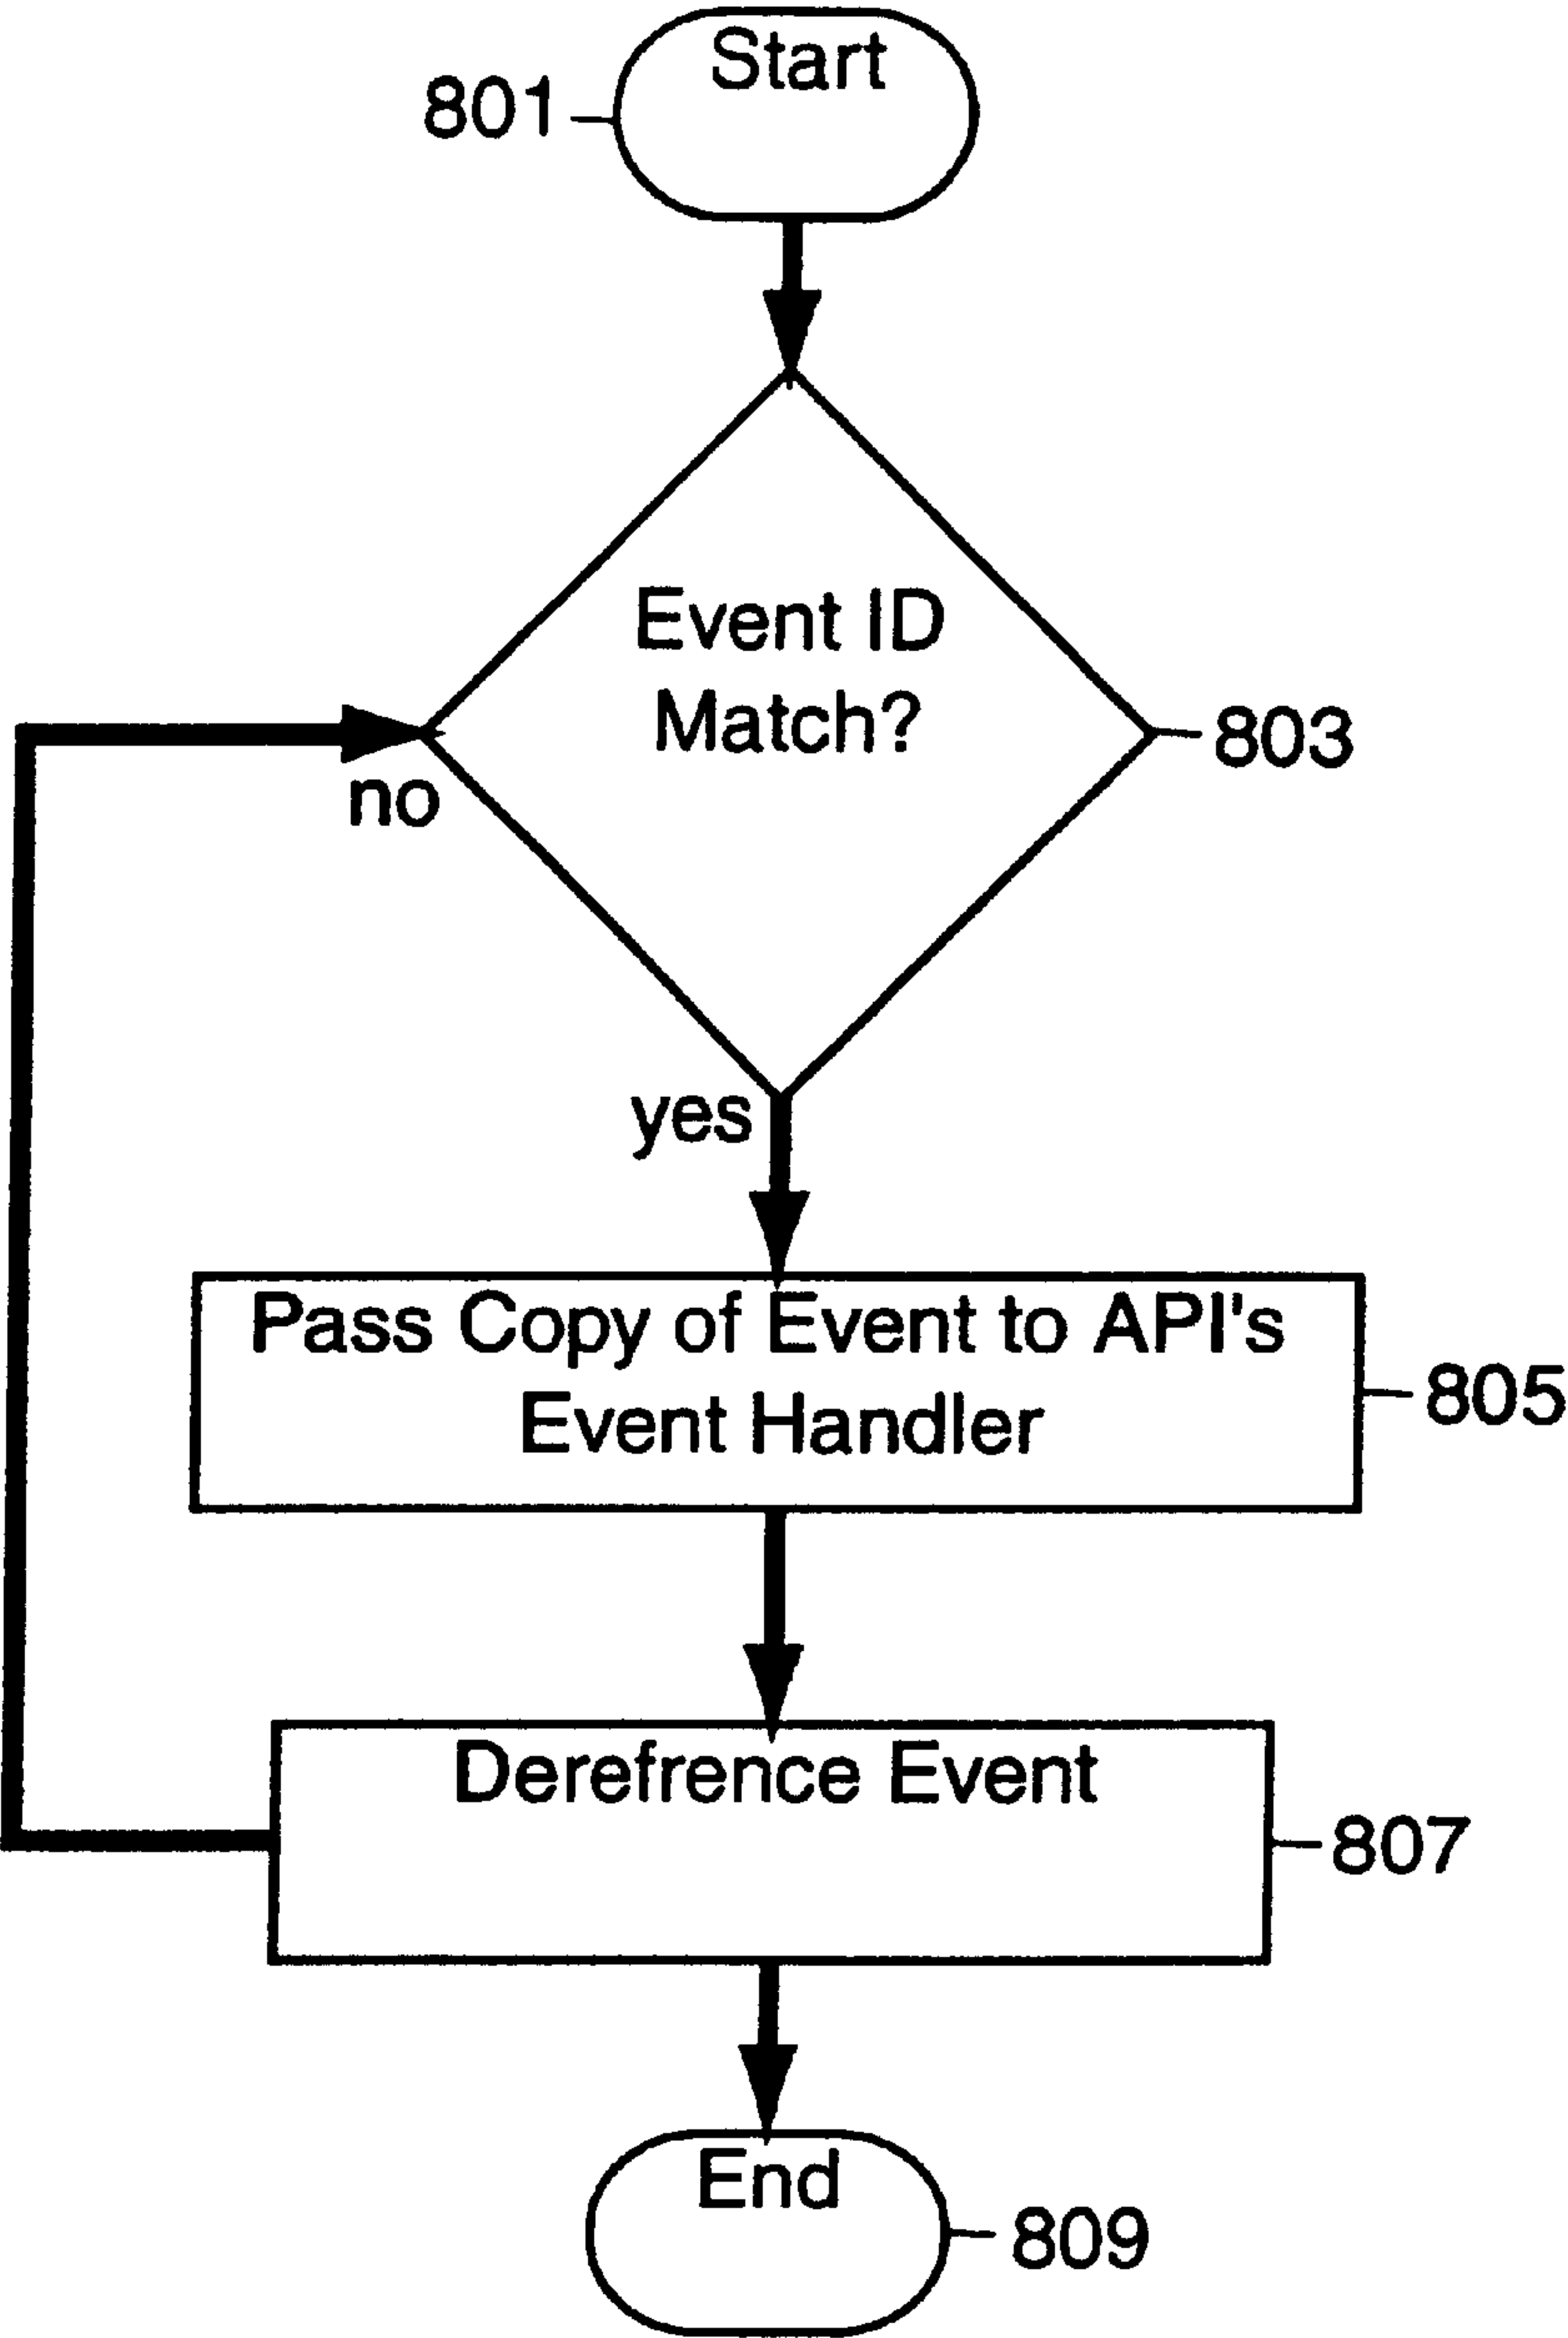 Start
801
Event ID
Match?
803
no
yes
Pass Copy of Event to API's
Event Handler
805
Derefrence Event
807
End
809